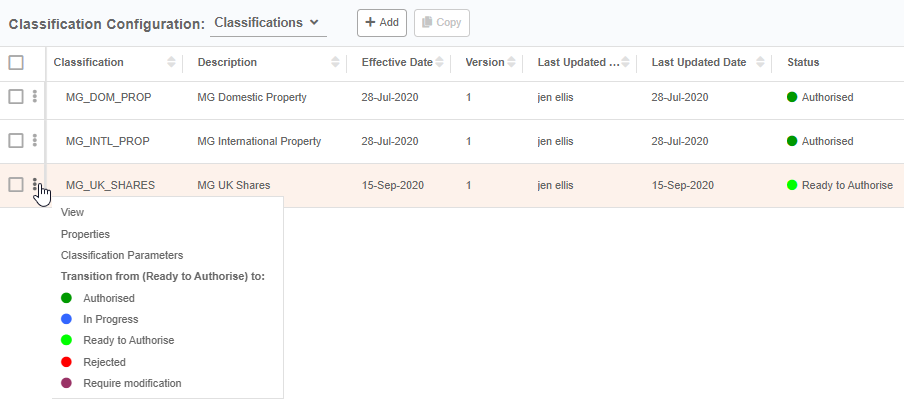 Classification Configuration: Classifications Add Copy
Classification Description Effective Date Version Last Updated ... Last Updated Date Status
MG_DOM_PROP MG Domestic Property 28-Jul-2020 1 jen ellis 28-Jul-2020 Authorised
MG_INTL_PROP MG International Property 28-Jul-2020 1 jen ellis 28-Jul-2020 Authorised
MG_UK_SHARES MG UK Shares 15-Sep-2020 1 jen ellis 15-Sep-2020 Ready to Authorise
View
Properties
Classification Parameters
Transition from (Ready to Authorise) to:
Authorised
In Progress
Ready to Authorise
Rejected
Require modification